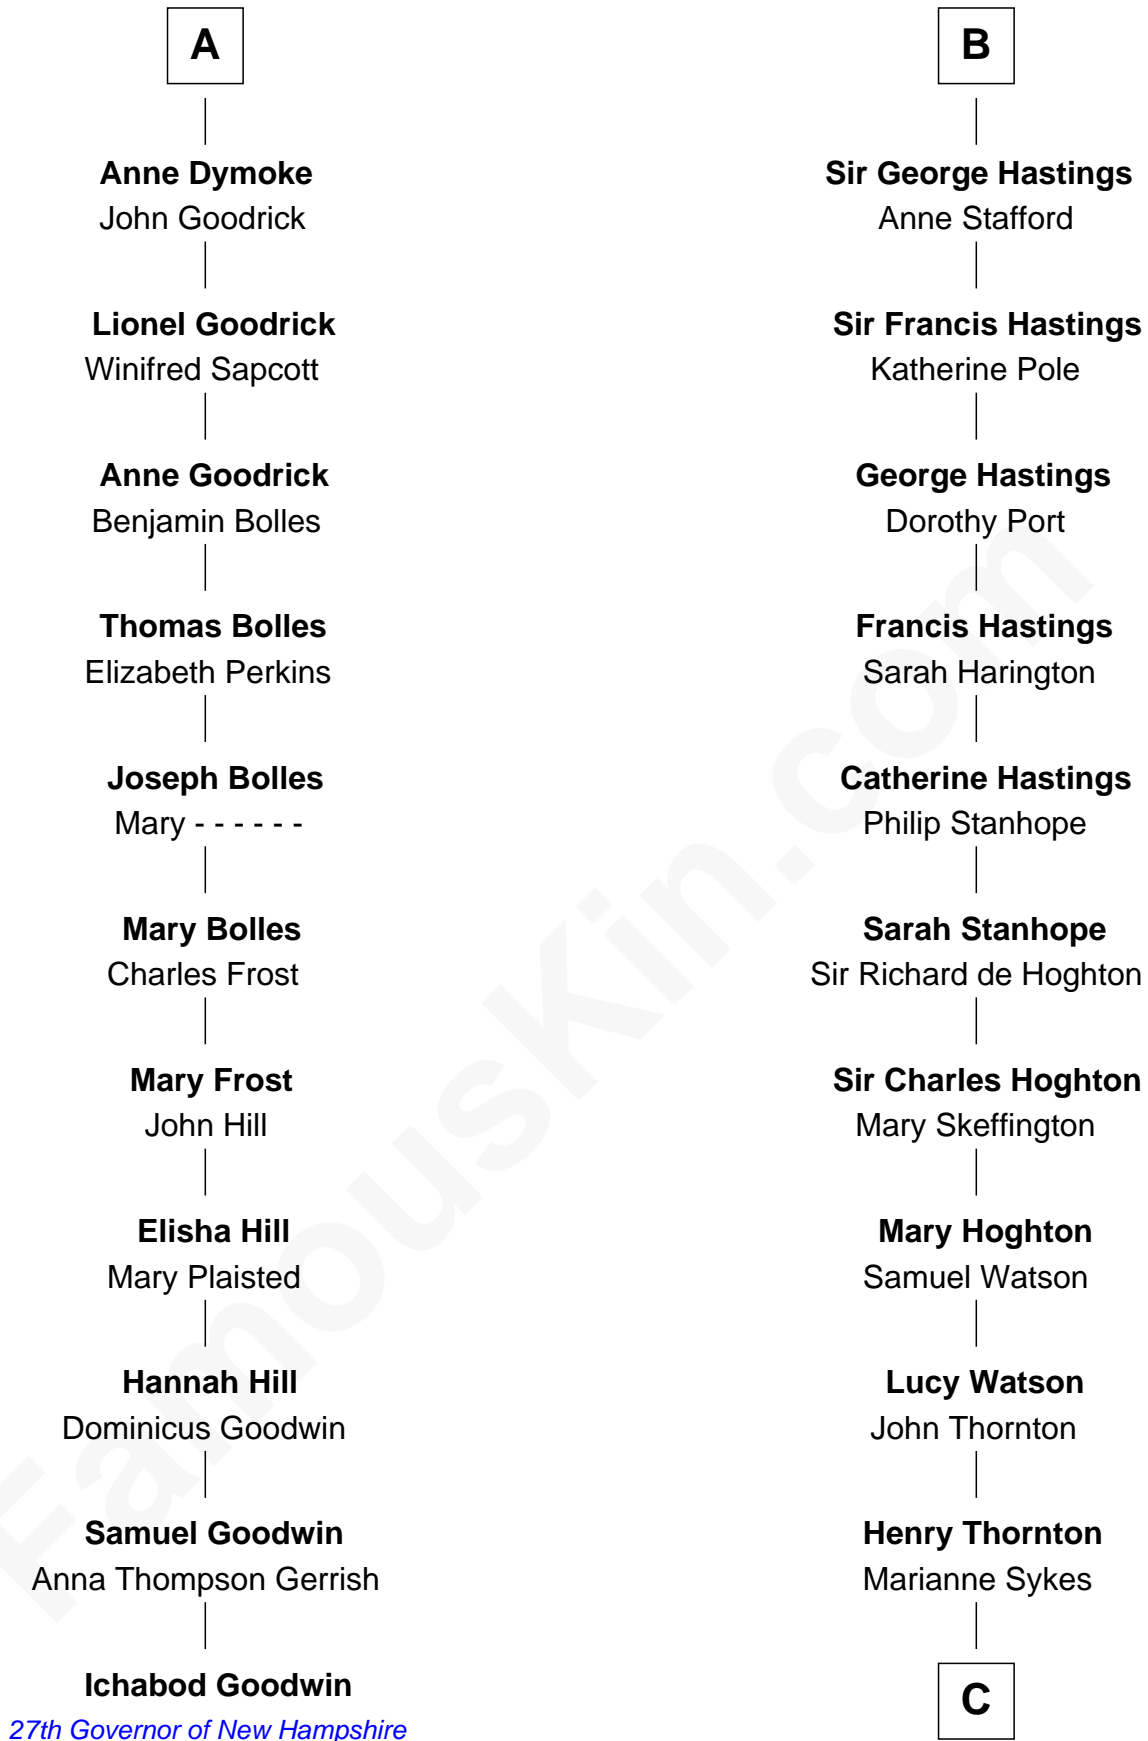 A
Anne Dymoke
John Goodrick
Lionel Goodrick
Winifred Sapcott
Anne Goodrick
Benjamin Bolles
Thomas Bolles
Elizabeth Perkins
Joseph Bolles
Mary - - - - - -
Mary Bolles
Charles Frost
Mary Frost
John Hill
Elisha Hill
Mary Plaisted
Hannah Hill
Dominicus Goodwin
Samuel Goodwin
Anna Thompson Gerrish
Ichabod Goodwin
27th Governor of New Hampshire
B
Sir George Hastings
Anne Stafford
Sir Francis Hastings
Katherine Pole
George Hastings
Dorothy Port
Francis Hastings
Sarah Harington
Catherine Hastings
Philip Stanhope
Sarah Stanhope
Sir Richard de Hoghton
Sir Charles Hoghton
Mary Skeffington
Mary Hoghton
Samuel Watson
Lucy Watson
John Thornton
Henry Thornton
Marianne Sykes
C
FamousKin.com